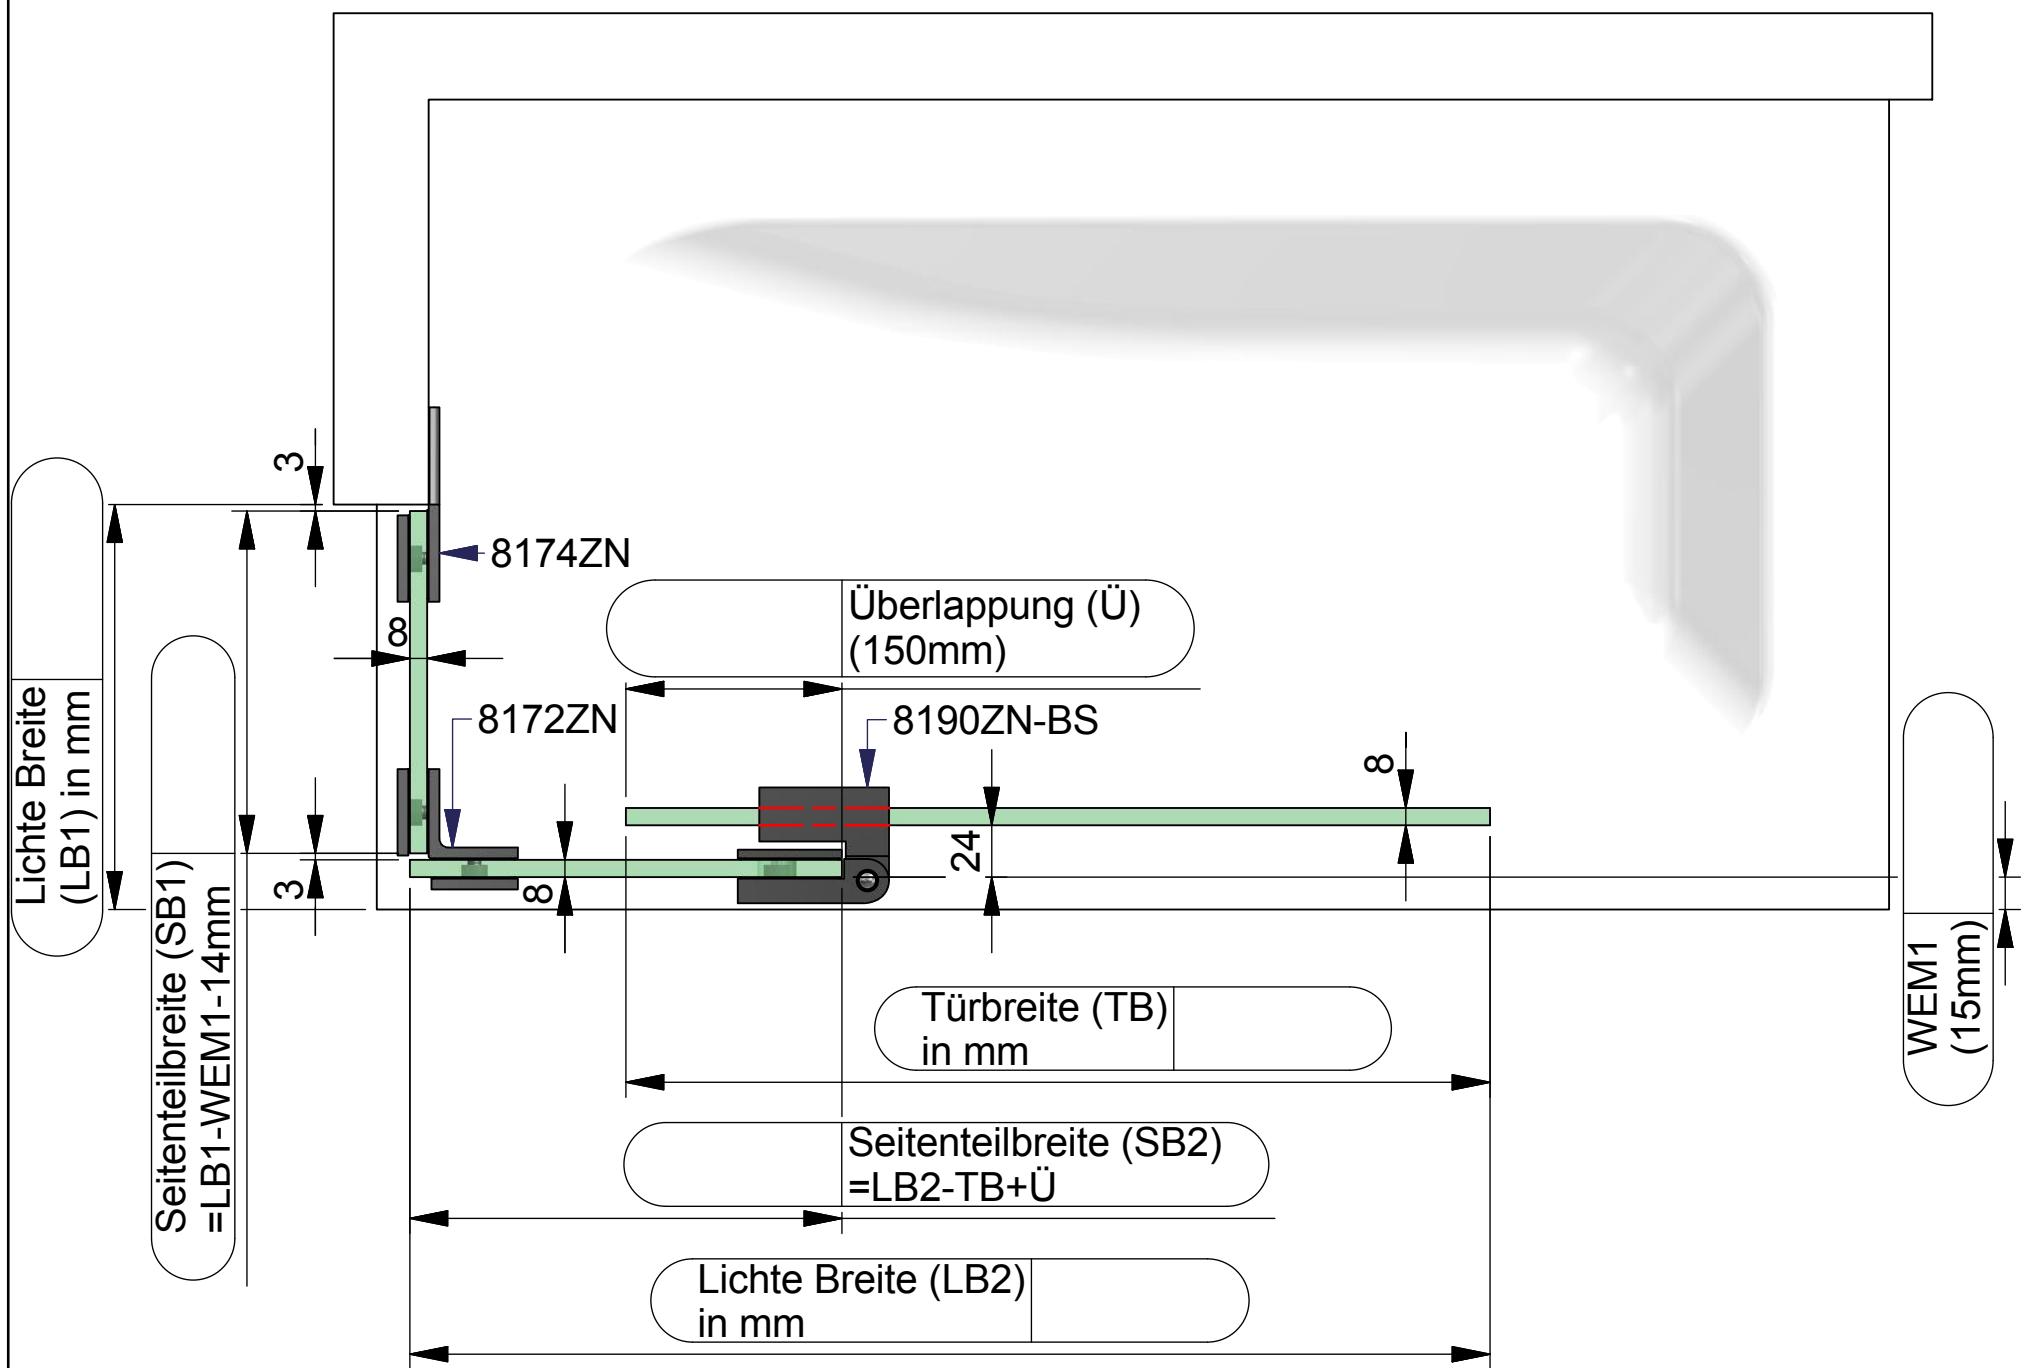 3
8174ZN
8
Überlappung (Ü)
(150mm)
8172ZN
8190ZN-BS
8
24
3
8
Lichte Breite
(LB1) in mm
Seitenteilbreite (SB1)
=LB1-WEM1-14mm
WEM1
(15mm)
Türbreite (TB)
in mm
Seitenteilbreite (SB2)
=LB2-TB+Ü
Lichte Breite (LB2)
in mm